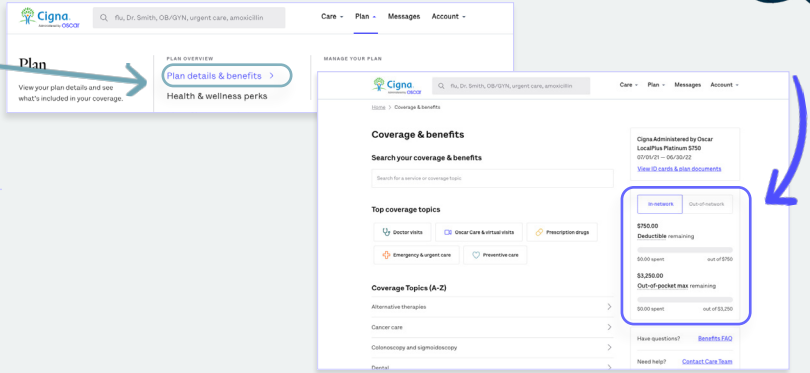 Cigna
Administered by OSCAR
flu, Dr. Smith, OB/GYN, urgent care, amoxicillin
Care
Plan
Messages
Account
Plan
View your plan details and see
what's included in your coverage.
PLAN OVERVIEW
Plan details & benefits
Health & wellness perks
MANAGE YOUR PLAN
Cigna
Administered by OSCAR
flu, Dr. Smith, OB/GYN, urgent care, amoxicillin
Care
Plan
Messages
Account
Home > Coverage & benefits
Coverage & benefits
Search your coverage & benefits
Search for a service or coverage topic
Top coverage topics
Doctor visits
Oscar Care & virtual visits
Prescription drugs
Emergency & urgent care
Preventive care
Coverage Topics (A-Z)
Alternative therapies
Cancer care
Colonoscopy and sigmoidoscopy
Dental
Cigna Administered by Oscar
LocalPlus Platinum $750
07/01/21 — 06/30/22
View ID cards & plan documents
In-network
Out-of-network
$750.00
Deductible remaining
$0.00 spent
out of $750
$3,250.00
Out-of-pocket max remaining
$0.00 spent
out of $3,250
Have questions?
Benefits FAQ
Need help?
Contact Care Team